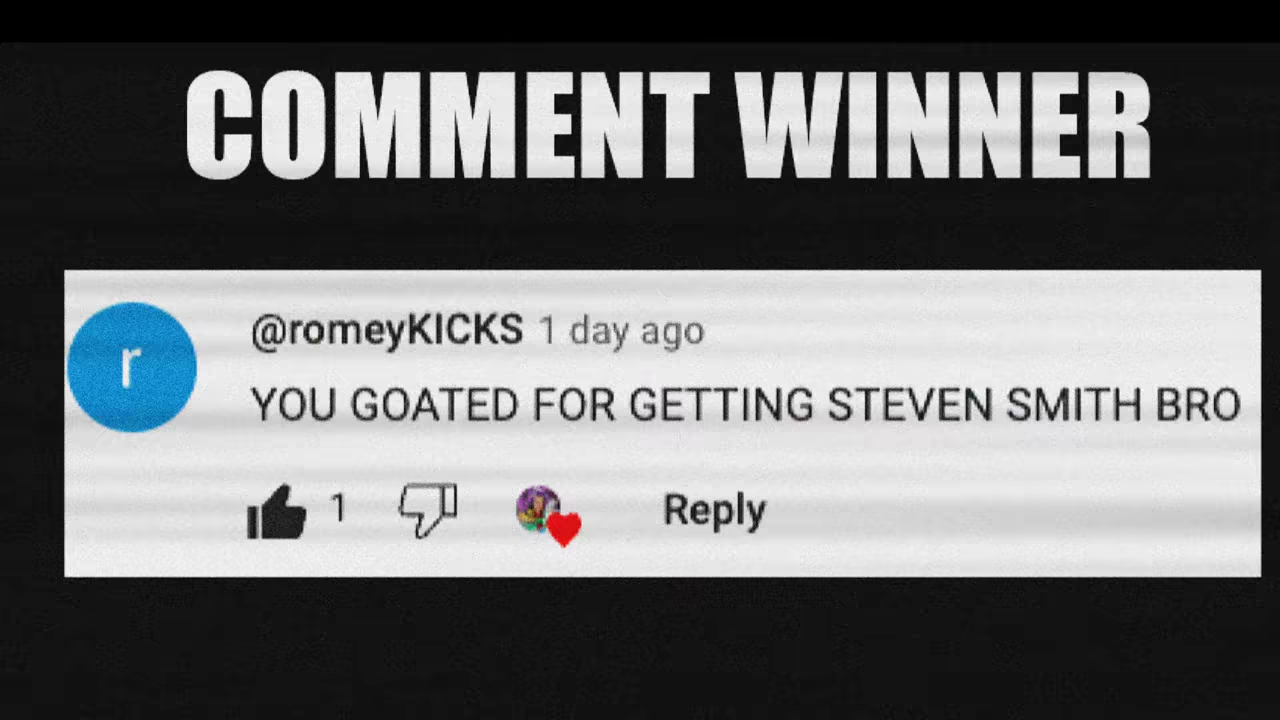 COMMENT WINNER
r
@romeyKICKS 1 day ago
YOU GOATED FOR GETTING STEVEN SMITH BRO
1
Reply